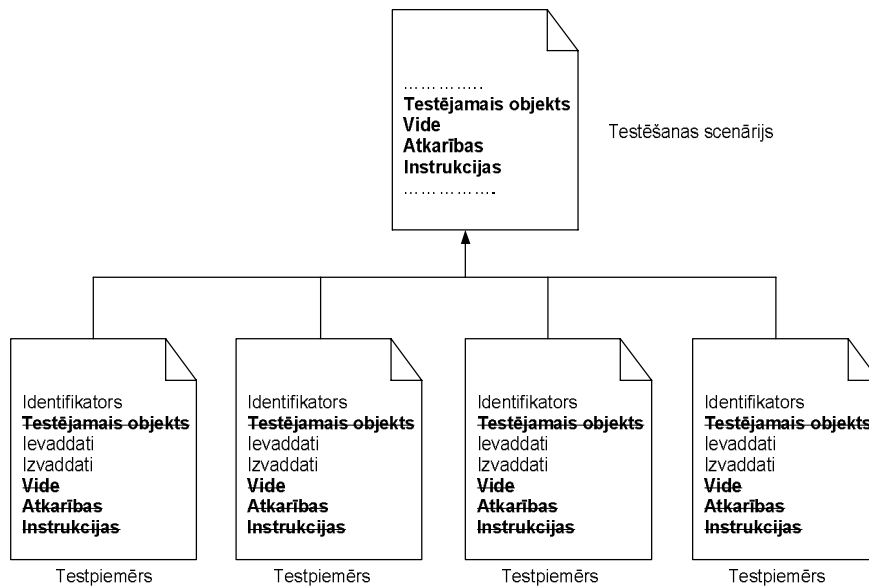 …………..
Testējamais objekts
Vide
Atkarības
Instrukcijas
…………….
Testēšanas scenārijs
Identifikators
Testējamais objekts
Ievaddati
Izvaddati
Vide
Atkarības
Instrukcijas
Testpiemērs
Identifikators
Testējamais objekts
Ievaddati
Izvaddati
Vide
Atkarības
Instrukcijas
Testpiemērs
Identifikators
Testējamais objekts
Ievaddati
Izvaddati
Vide
Atkarības
Instrukcijas
Testpiemērs
Identifikators
Testējamais objekts
Ievaddati
Izvaddati
Vide
Atkarības
Instrukcijas
Testpiemērs